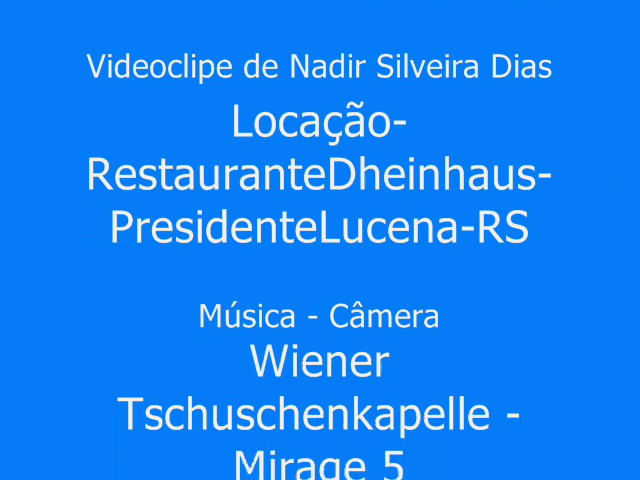 Videoclipe de Nadir Silveira Dias
Locação-
RestauranteDheinhaus-
PresidenteLucena-RS
Música - Câmera
Wiener
Tschuschenkapelle -
Mirage 5